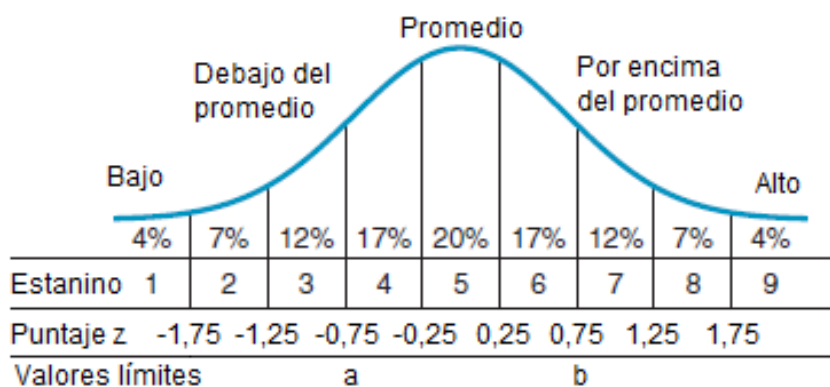 Promedio
Debajo del
promedio
Por encima
del promedio
Bajo
Alto
4% 7% 12% 17% 20% 17% 12% 7% 4%
Estanino 1 2 3 4 5 6 7 8 9
Puntaje z -1,75 -1,25 -0,75 -0,25 0,25 0,75 1,25 1,75
Valores límites a b